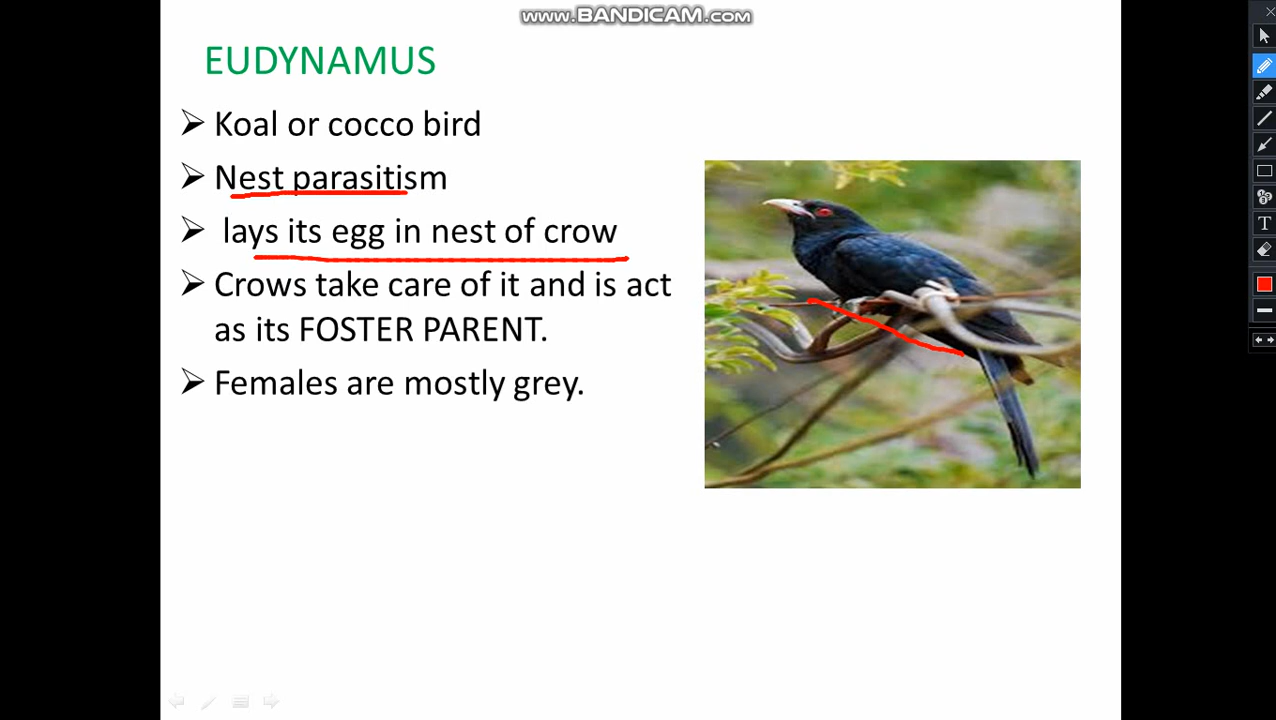 www.BANDICAM.com
EUDYNAMUS
➢ Koal or cocco bird
➢ Nest parasitism
➢ lays its egg in nest of crow
➢ Crows take care of it and is act
as its FOSTER PARENT.
➢ Females are mostly grey.